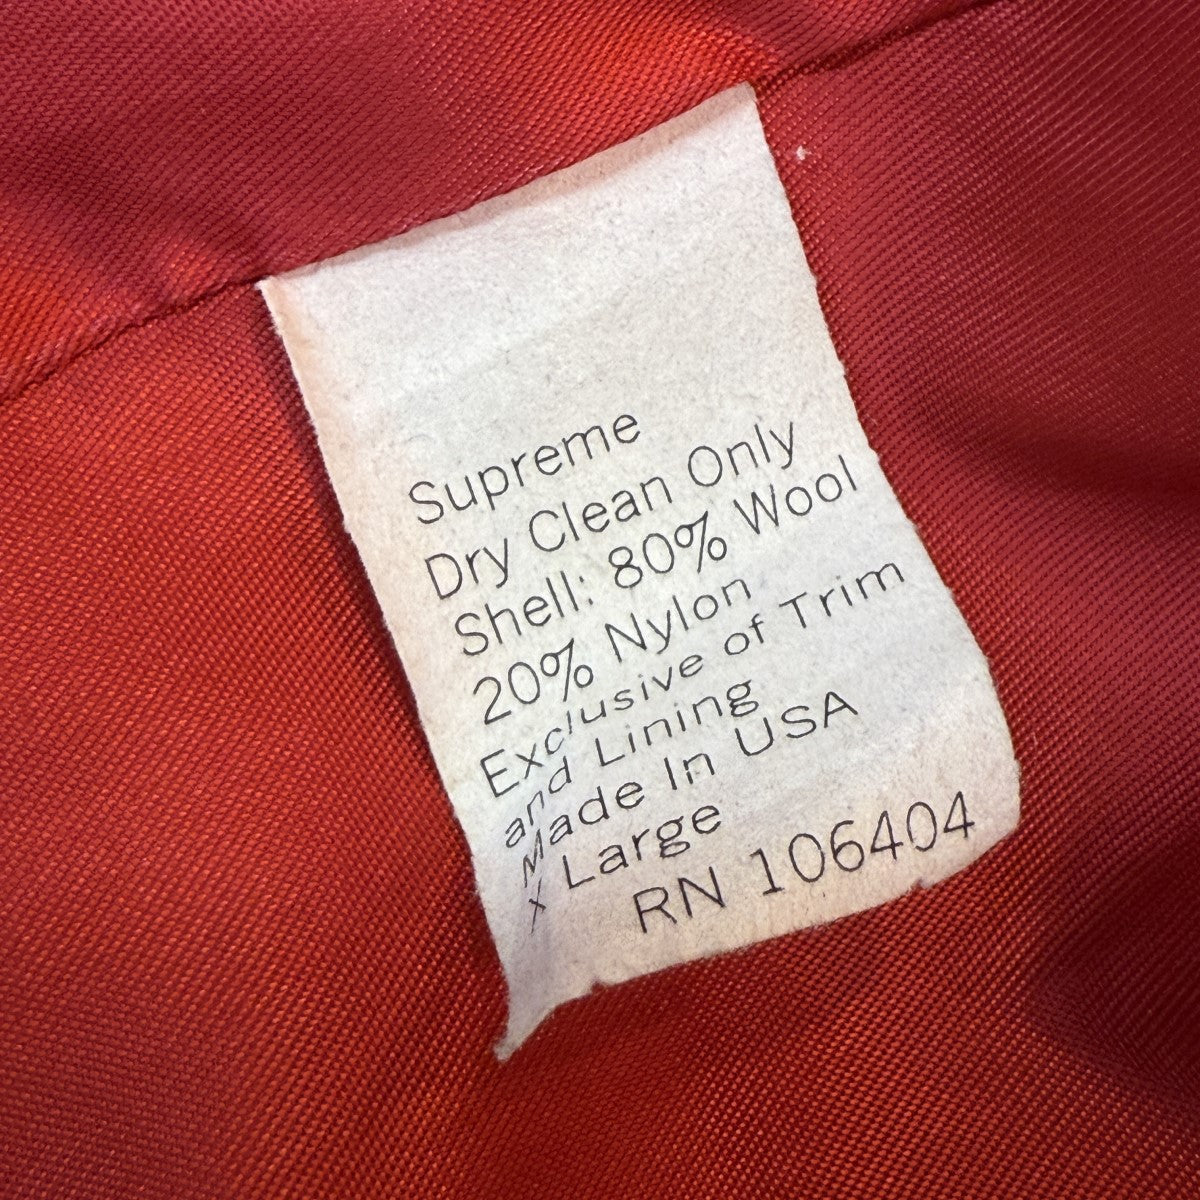 Supreme
Dry Clean Only
Shell: 80% Wool
20% Nylon
Exclusive of Trim
and Lining
Made In USA
X Large
RN 106404